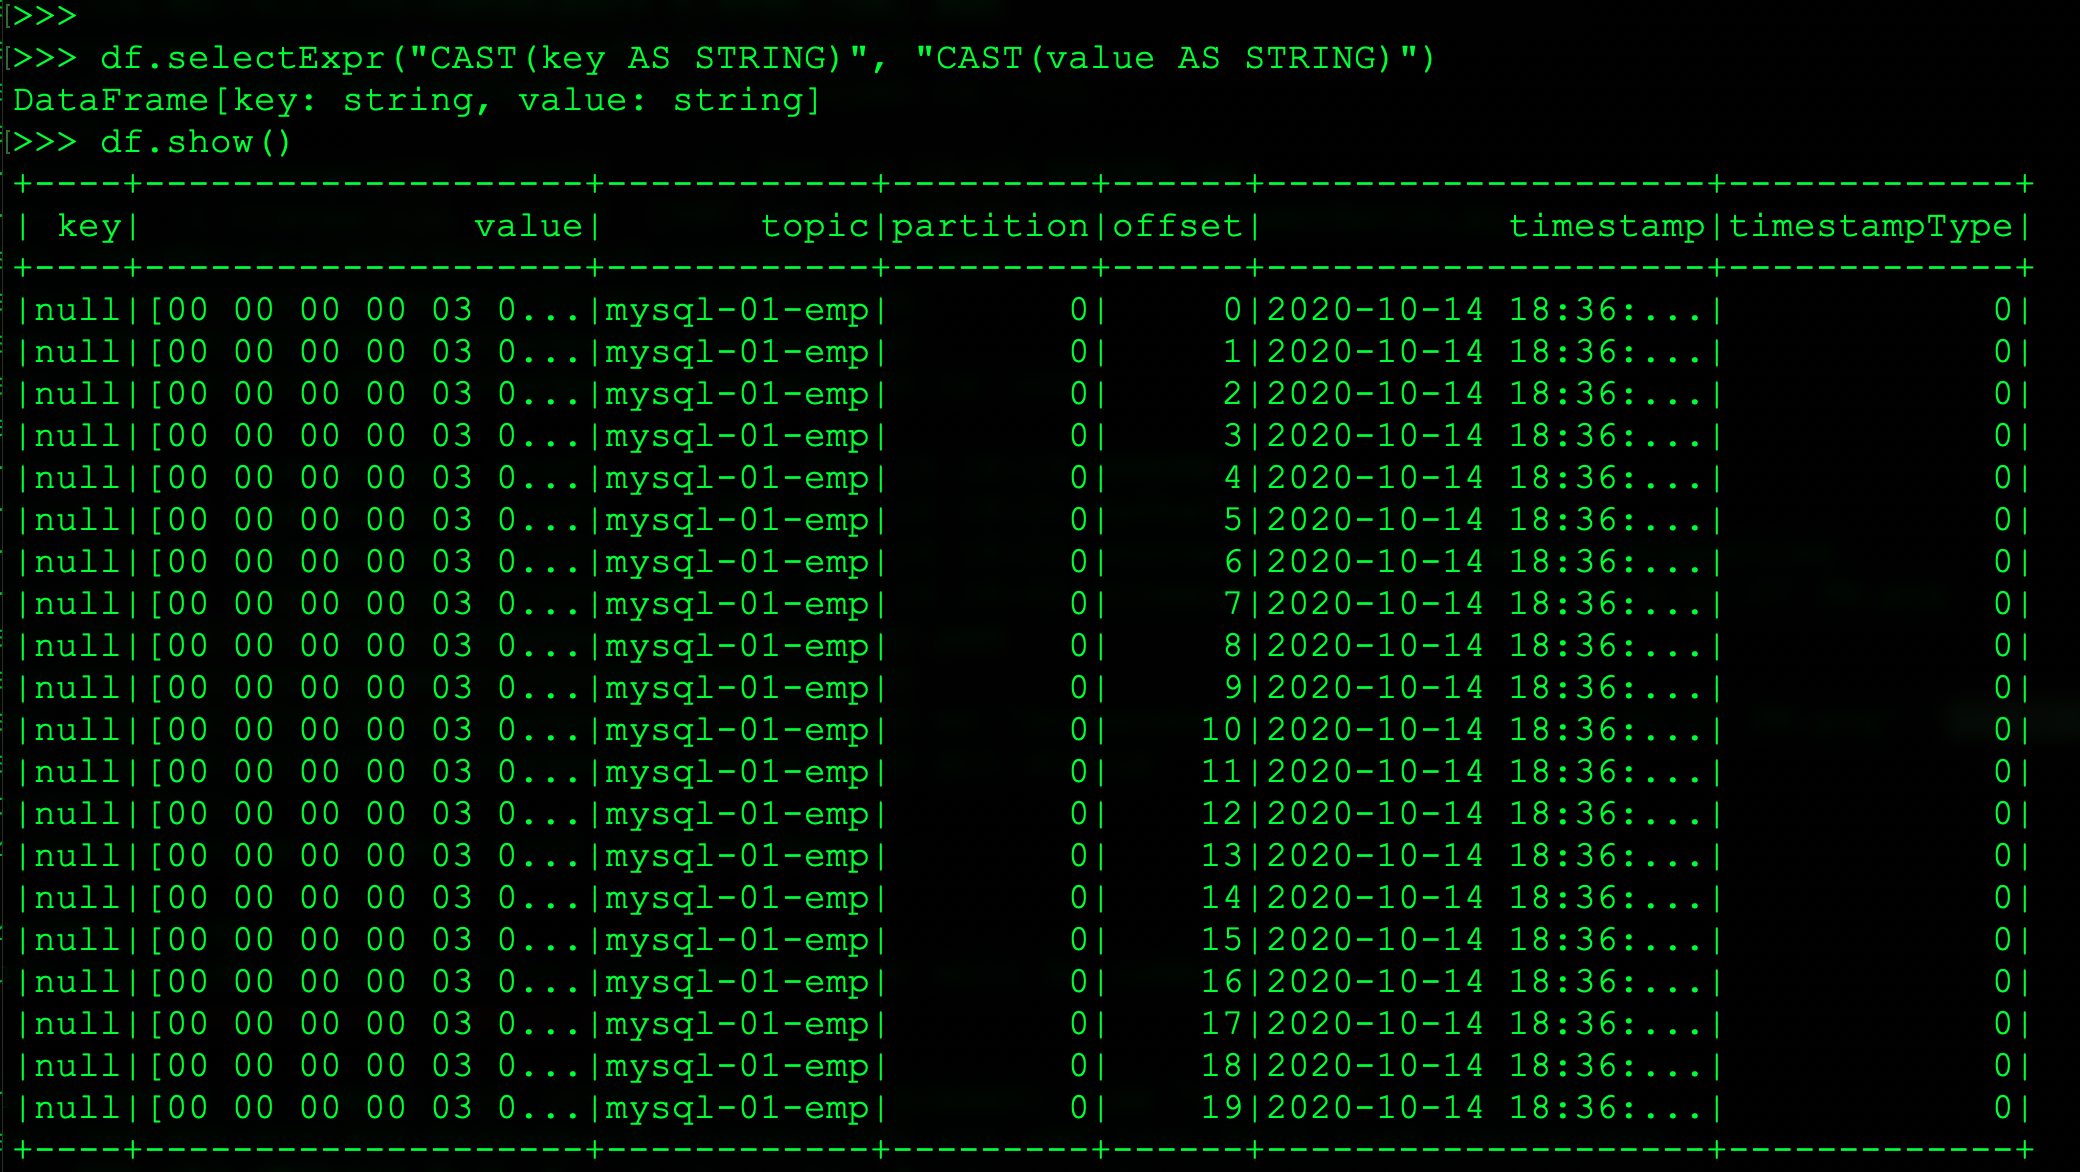 >>>
>>> df.selectExpr("CAST(key AS STRING)", "CAST(value AS STRING)")
DataFrame[key: string, value: string]
>>> df.show()
+----+--------------------+------------+---------+------+--------------------+-------------+
| key|               value|       topic|partition|offset|           timestamp|timestampType|
+----+--------------------+------------+---------+------+--------------------+-------------+
|null|[00 00 00 00 03 0...|mysql-01-emp|        0|     0|2020-10-14 18:36:...|            0|
|null|[00 00 00 00 03 0...|mysql-01-emp|        0|     1|2020-10-14 18:36:...|            0|
|null|[00 00 00 00 03 0...|mysql-01-emp|        0|     2|2020-10-14 18:36:...|            0|
|null|[00 00 00 00 03 0...|mysql-01-emp|        0|     3|2020-10-14 18:36:...|            0|
|null|[00 00 00 00 03 0...|mysql-01-emp|        0|     4|2020-10-14 18:36:...|            0|
|null|[00 00 00 00 03 0...|mysql-01-emp|        0|     5|2020-10-14 18:36:...|            0|
|null|[00 00 00 00 03 0...|mysql-01-emp|        0|     6|2020-10-14 18:36:...|            0|
|null|[00 00 00 00 03 0...|mysql-01-emp|        0|     7|2020-10-14 18:36:...|            0|
|null|[00 00 00 00 03 0...|mysql-01-emp|        0|     8|2020-10-14 18:36:...|            0|
|null|[00 00 00 00 03 0...|mysql-01-emp|        0|     9|2020-10-14 18:36:...|            0|
|null|[00 00 00 00 03 0...|mysql-01-emp|        0|    10|2020-10-14 18:36:...|            0|
|null|[00 00 00 00 03 0...|mysql-01-emp|        0|    11|2020-10-14 18:36:...|            0|
|null|[00 00 00 00 03 0...|mysql-01-emp|        0|    12|2020-10-14 18:36:...|            0|
|null|[00 00 00 00 03 0...|mysql-01-emp|        0|    13|2020-10-14 18:36:...|            0|
|null|[00 00 00 00 03 0...|mysql-01-emp|        0|    14|2020-10-14 18:36:...|            0|
|null|[00 00 00 00 03 0...|mysql-01-emp|        0|    15|2020-10-14 18:36:...|            0|
|null|[00 00 00 00 03 0...|mysql-01-emp|        0|    16|2020-10-14 18:36:...|            0|
|null|[00 00 00 00 03 0...|mysql-01-emp|        0|    17|2020-10-14 18:36:...|            0|
|null|[00 00 00 00 03 0...|mysql-01-emp|        0|    18|2020-10-14 18:36:...|            0|
|null|[00 00 00 00 03 0...|mysql-01-emp|        0|    19|2020-10-14 18:36:...|            0|
+----+--------------------+------------+---------+------+--------------------+-------------+